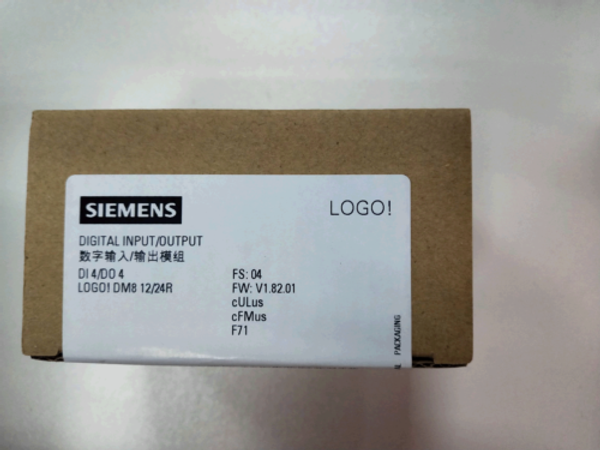 SIEMENS
LOGO!
DIGITAL INPUT/OUTPUT
数字输入/输出模组
DI 4/DO 4
LOGO! DM8 12/24R
FS: 04
FW: V1.82.01
cULus
cFMus
F71
PACKAGING